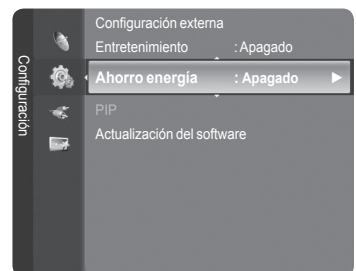 Configuración
Configuración externa
Entretenimiento : Apagado
Ahorro energía : Apagado
PIP
Actualización del software